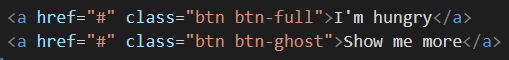 <a href="#" class="btn btn-full">I'm hungry</a>
<a href="#" class="btn btn-ghost">Show me more</a>